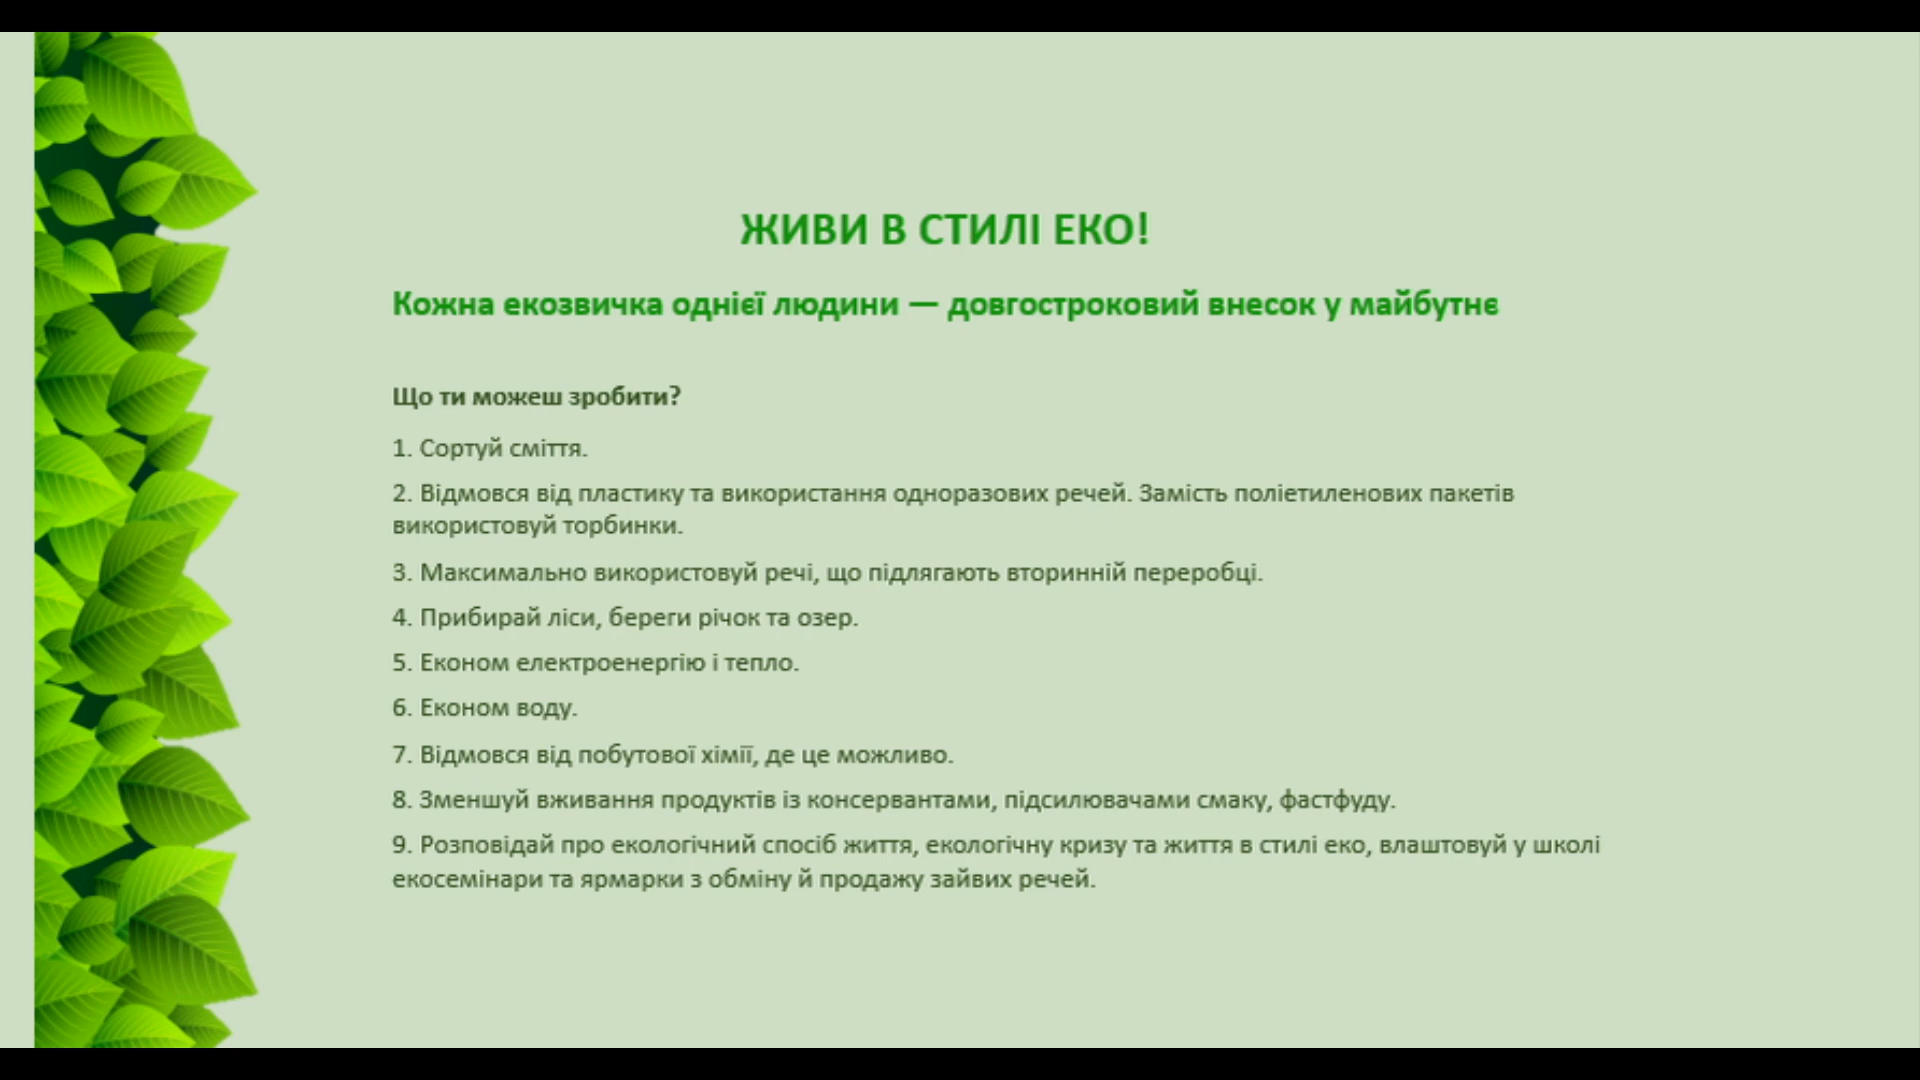 ЖИВИ В СТИЛІ ЕКО!
Кожна екозвичка однієї людини — довгостроковий внесок у майбутнє
Що ти можеш зробити?
1. Сортуй сміття.
2. Відмовся від пластику та використання одноразових речей. Замість поліетиленових пакетів
використовуй торбинки.
3. Максимально використовуй речі, що підлягають вторинній переробці.
4. Прибирай ліси, береги річок та озер.
5. Економ електроенергію і тепло.
6. Економ воду.
7. Відмовся від побутової хімії, де це можливо.
8. Зменшуй вживання продуктів із консервантами, підсилювачами смаку, фастфуду.
9. Розповідай про екологічний спосіб життя, екологічну кризу та життя в стилі еко, влаштовуй у школі
екосемінари та ярмарки з обміну й продажу зайвих речей.